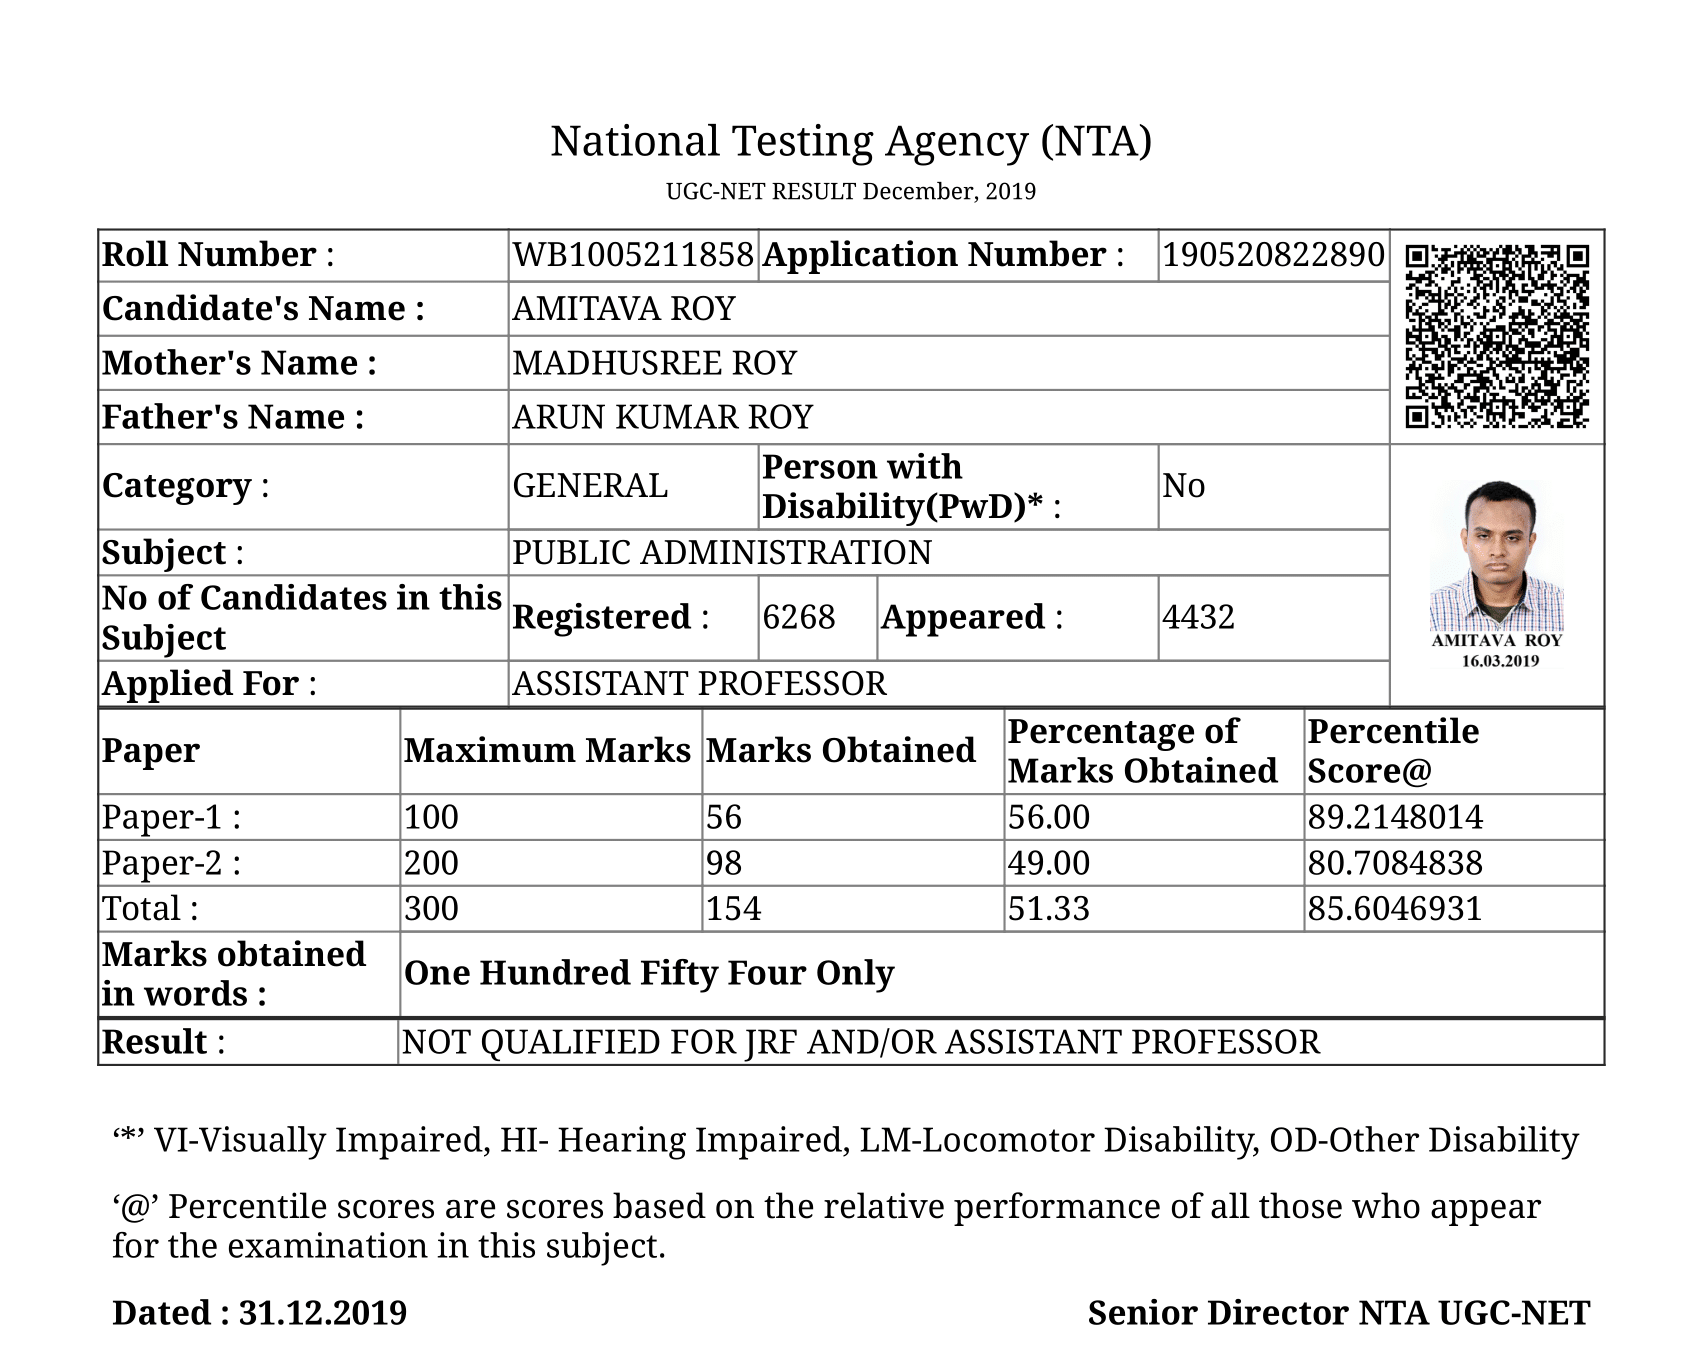 National Testing Agency (NTA)
UGC-NET RESULT December, 2019
Roll Number : WB1005211858 Application Number : 190520822890
Candidate's Name : AMITAVA ROY
Mother's Name : MADHUSREE ROY
Father's Name : ARUN KUMAR ROY
Category : GENERAL Person with Disability(PwD)* : No
Subject : PUBLIC ADMINISTRATION
No of Candidates in this Subject Registered : 6268 Appeared : 4432
Applied For : ASSISTANT PROFESSOR
AMITAVA ROY
16.03.2019
Paper Maximum Marks Marks Obtained Percentage of Marks Obtained Percentile Score@
Paper-1 : 100 56 56.00 89.2148014
Paper-2 : 200 98 49.00 80.7084838
Total : 300 154 51.33 85.6046931
Marks obtained in words : One Hundred Fifty Four Only
Result : NOT QUALIFIED FOR JRF AND/OR ASSISTANT PROFESSOR
‘*’ VI-Visually Impaired, HI- Hearing Impaired, LM-Locomotor Disability, OD-Other Disability
‘@’ Percentile scores are scores based on the relative performance of all those who appear
for the examination in this subject.
Dated : 31.12.2019 Senior Director NTA UGC-NET